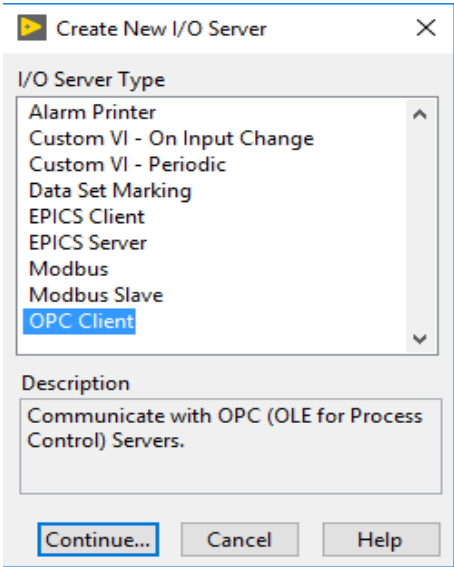 Create New I/O Server
I/O Server Type
Alarm Printer
Custom VI - On Input Change
Custom VI - Periodic
Data Set Marking
EPICS Client
EPICS Server
Modbus
Modbus Slave
OPC Client
Description
Communicate with OPC (OLE for Process
Control) Servers.
Continue... Cancel Help